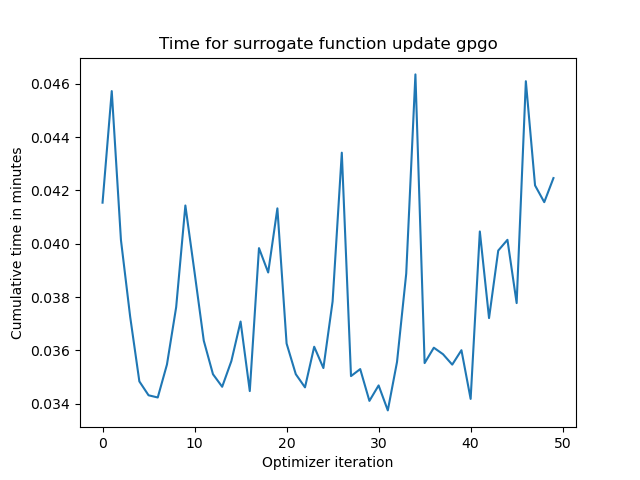 Time for surrogate function update gpgo
Cumulative time in minutes
0.046
0.044
0.042
0.040
0.038
0.036
0.034
0 10 20 30 40 50
Optimizer iteration